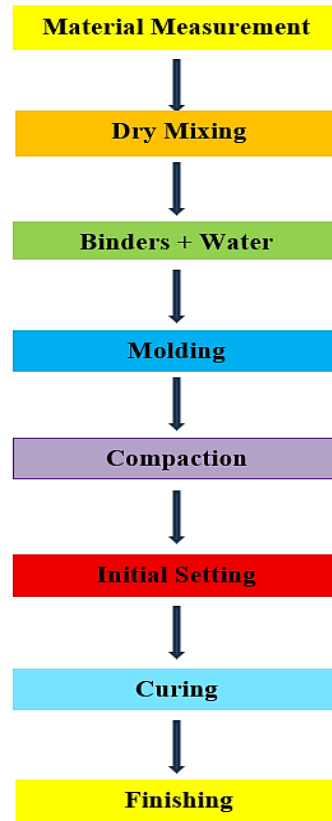 Material Measurement
Dry Mixing
Binders + Water
Molding
Compaction
Initial Setting
Curing
Finishing